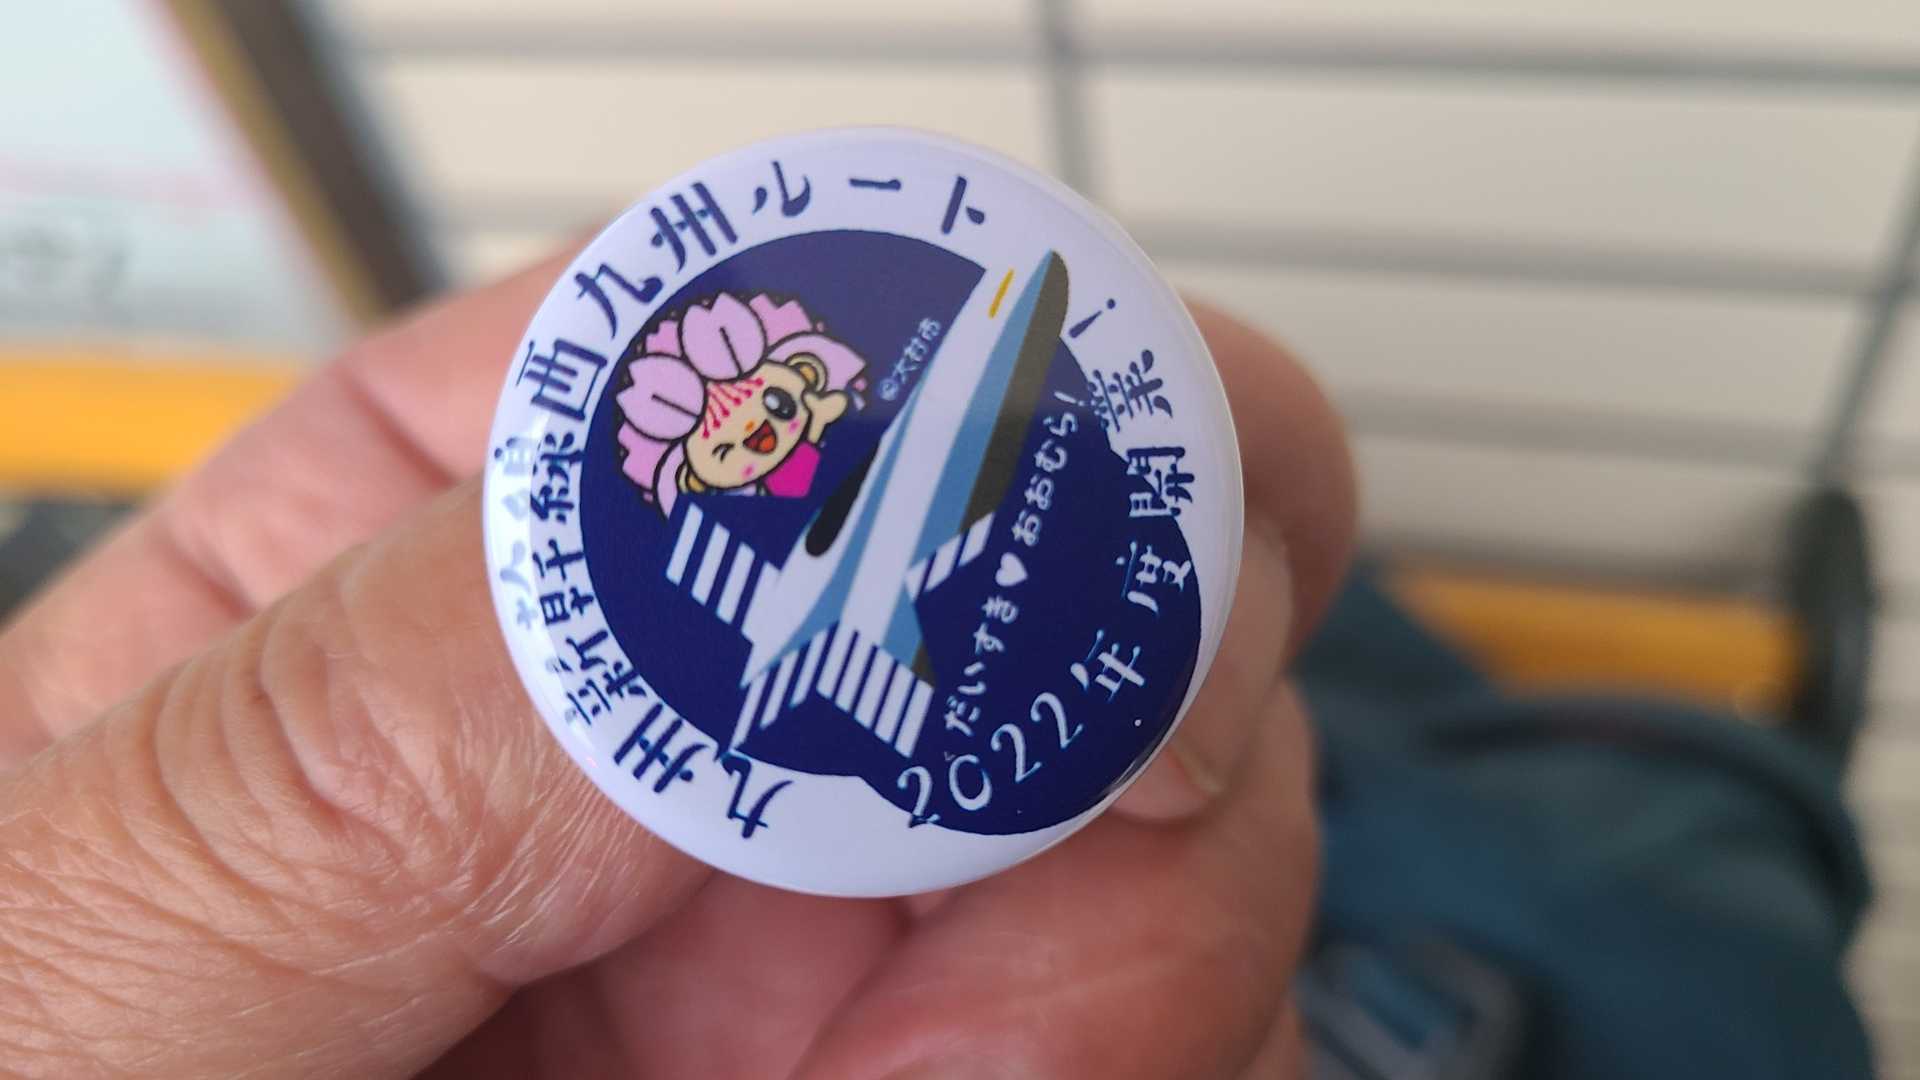 九州新幹線西九州ルート
2022年度開業！
だいすき♥おおむら！
©大村市